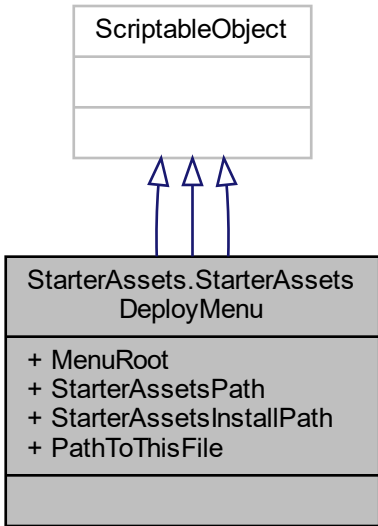 ScriptableObject
StarterAssets.StarterAssets
DeployMenu
+ MenuRoot
+ StarterAssetsPath
+ StarterAssetsInstallPath
+ PathToThisFile